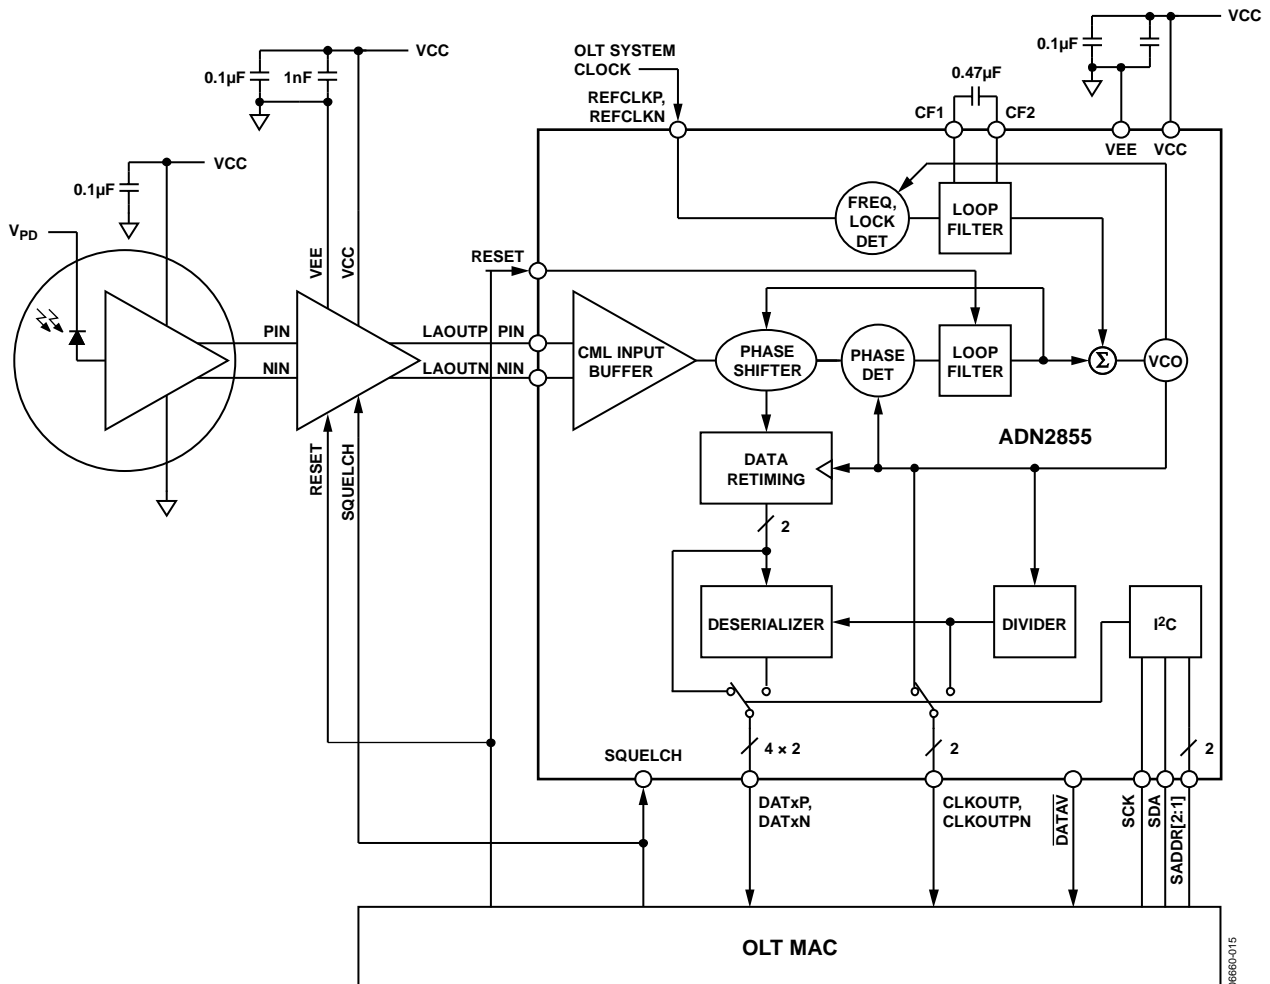 VCC
0.1µF
VCC
0.1µF
1nF
OLT SYSTEM
CLOCK
0.47µF
REFCLKP,
REFCLKN
CF1
CF2
VEE
VCC
VCC
0.1µF
V_PD
VEE
VCC
FREQ,
LOCK
DET
LOOP
FILTER
RESET
PIN
NIN
LAOUTP
PIN
LAOUTN
NIN
CML INPUT
BUFFER
PHASE
SHIFTER
PHASE
DET
LOOP
FILTER
Σ
VCO
ADN2855
RESET
SQUELCH
DATA
RETIMING
2
DESERIALIZER
DIVIDER
I²C
4 × 2
2
2
SQUELCH
DATxP,
DATxN
CLKOUTP,
CLKOUTPN
DATAV
SCK
SDA
SADDR[2:1]
OLT MAC
06660-015